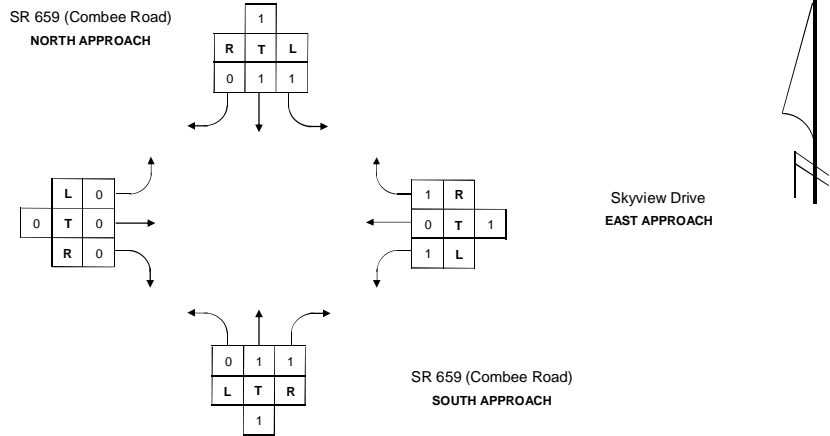 SR 659 (Combee Road)
NORTH APPROACH
1
R T L
0 1 1
L 0
0 T 0
R 0
1 R
0 T 1
1 L
Skyview Drive
EAST APPROACH
0 1 1
L T R
1
SR 659 (Combee Road)
SOUTH APPROACH